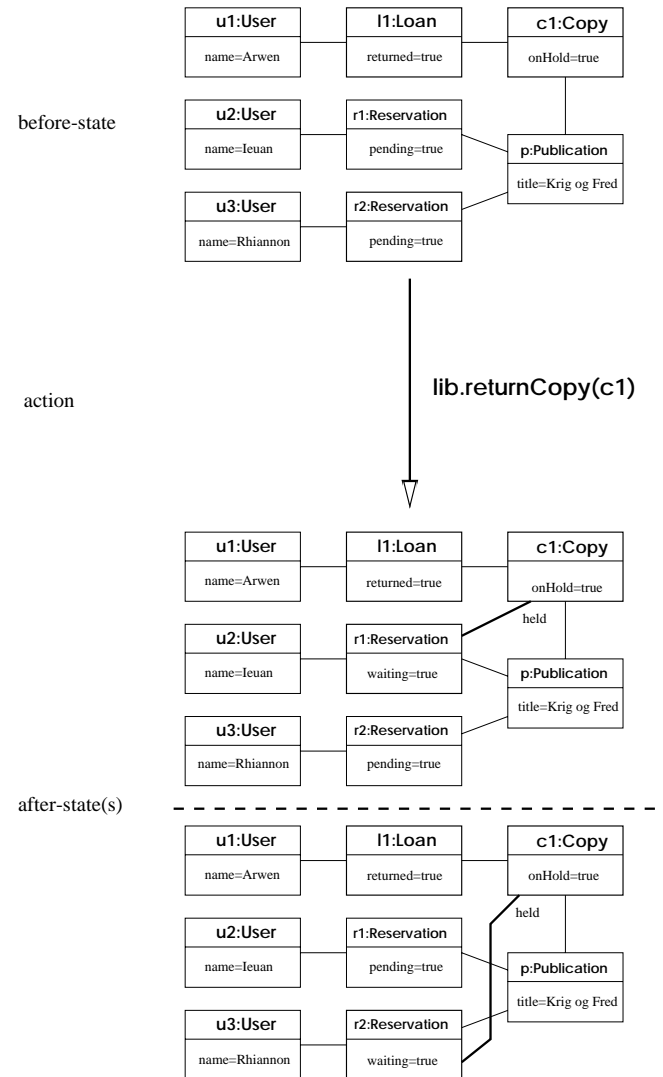 u1:User l1:Loan c1:Copy
name=Arwen returned=true onHold=true
before-state
u2:User r1:Reservation
name=Ieuan pending=true
p:Publication
title=Krig og Fred
u3:User r2:Reservation
name=Rhiannon pending=true
action
lib.returnCopy(c1)
u1:User l1:Loan c1:Copy
name=Arwen returned=true onHold=true
held
u2:User r1:Reservation
name=Ieuan waiting=true
p:Publication
title=Krig og Fred
u3:User r2:Reservation
name=Rhiannon pending=true
after-state(s)
u1:User l1:Loan c1:Copy
name=Arwen returned=true onHold=true
held
u2:User r1:Reservation
name=Ieuan pending=true
p:Publication
title=Krig og Fred
u3:User r2:Reservation
name=Rhiannon waiting=true